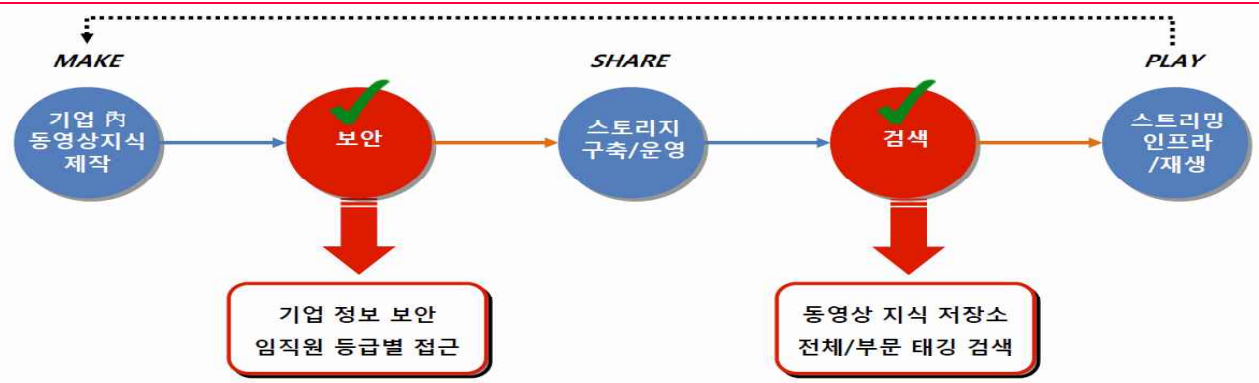 MAKE
SHARE
PLAY
기업 內
동영상지식
제작
보안
스토리지
구축/운영
검색
스트리밍
인프라
/재생
기업 정보 보안
임직원 등급별 접근
동영상 지식 저장소
전체/부문 태깅 검색